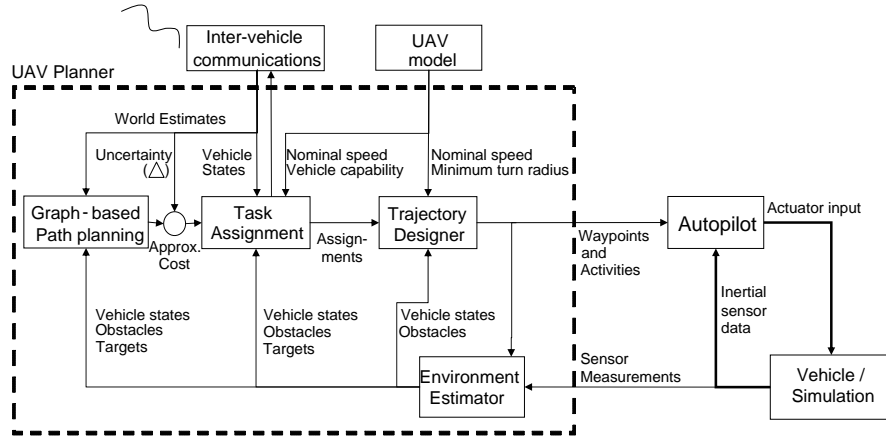 Inter-vehicle
communications
UAV
model
UAV Planner
World Estimates
Uncertainty
(△)
Vehicle
States
Nominal speed
Vehicle capability
Nominal speed
Minimum turn radius
Graph-based
Path planning
Approx.
Cost
Task
Assignment
Assign-
ments
Trajectory
Designer
Waypoints
and
Activities
Autopilot
Actuator input
Vehicle states
Obstacles
Targets
Vehicle states
Obstacles
Targets
Vehicle states
Obstacles
Inertial
sensor
data
Environment
Estimator
Sensor
Measurements
Vehicle /
Simulation